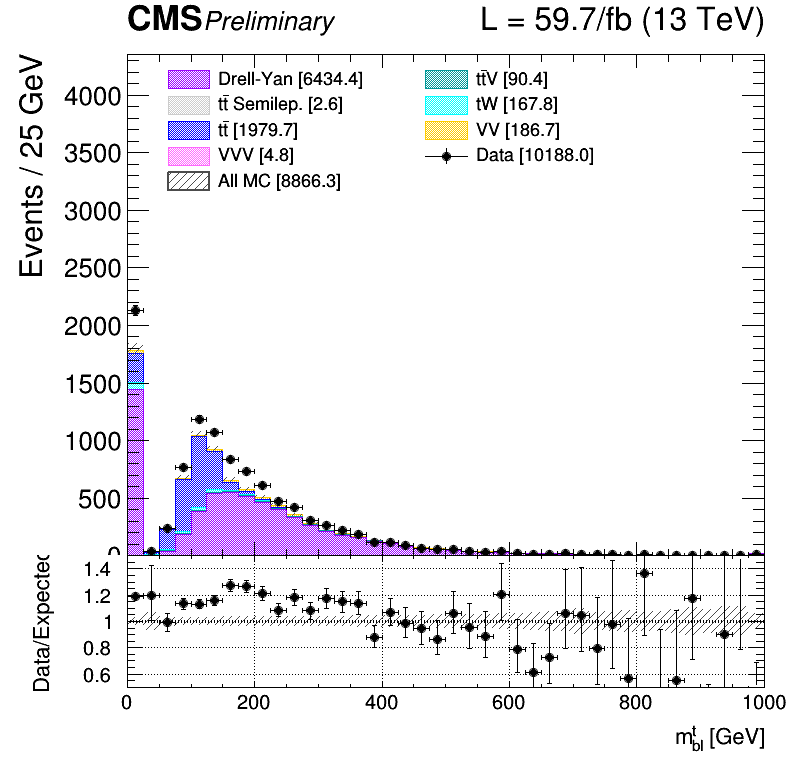 CMS Preliminary L = 59.7/fb (13 TeV)
Events / 25 GeV
Drell-Yan [6434.4]
tt̄ Semilep. [2.6]
tt̄ [1979.7]
VVV [4.8]
All MC [8866.3]
tt̄V [90.4]
tW [167.8]
VV [186.7]
Data [10188.0]
4000
3500
3000
2500
2000
1500
1000
500
0
Data/Expected
1.4
1.2
1
0.8
0.6
0 200 400 600 800 1000
m^t_bl [GeV]